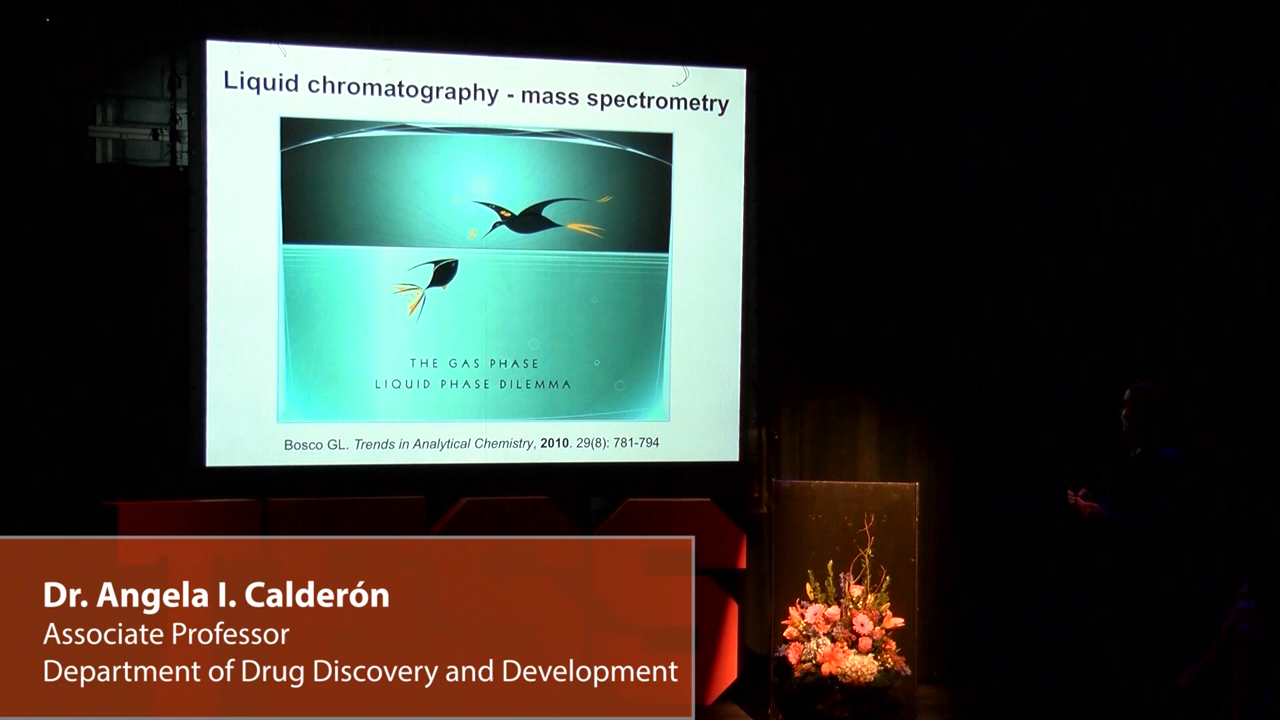 Liquid chromatography - mass spectrometry
THE GAS PHASE
LIQUID PHASE DILEMMA
Bosco GL. Trends in Analytical Chemistry, 2010. 29(8): 781-794
Dr. Angela I. Calderón
Associate Professor
Department of Drug Discovery and Development